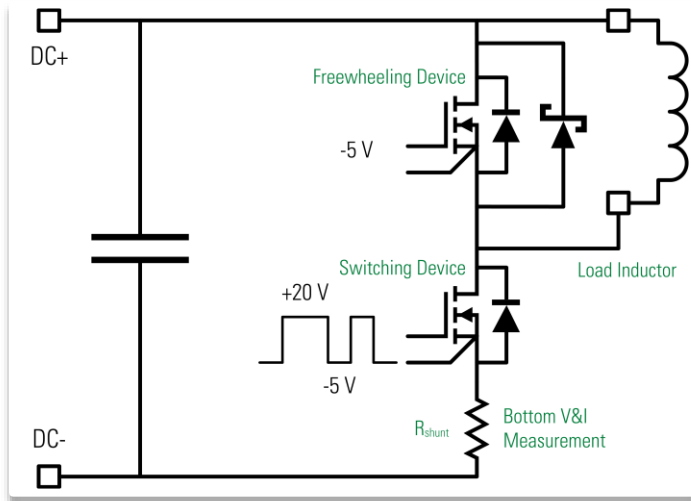 DC+
Freewheeling Device
-5 V
Switching Device
Load Inductor
+20 V
-5 V
DC-
Rshunt
Bottom V&I
Measurement